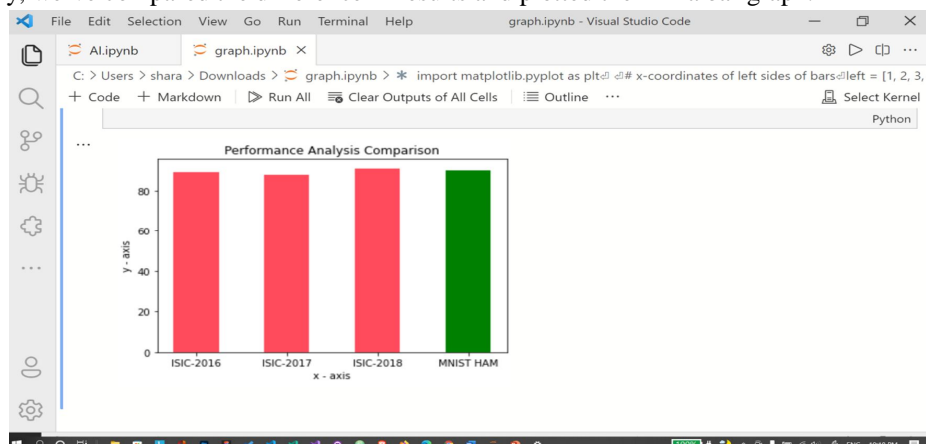 File Edit Selection View Go Run Terminal Help graph.ipynb - Visual Studio Code
AI.ipynb graph.ipynb
C: > Users > shara > Downloads > graph.ipynb > import matplotlib.pyplot as plt # x-coordinates of left sides of bars left = [1, 2, 3,
+ Code + Markdown Run All Clear Outputs of All Cells Outline ... Select Kernel
Python
...
Performance Analysis Comparison
80
60
40
20
0
y - axis
ISIC-2016 ISIC-2017 ISIC-2018 MNIST HAM
x - axis